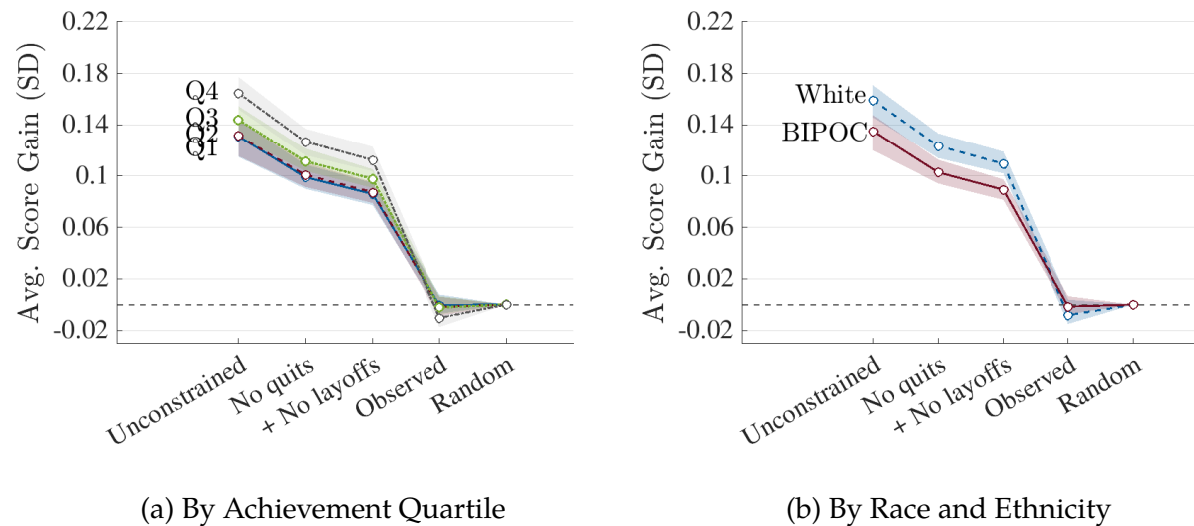 0.22
0.18
0.14
0.1
0.06
0.02
-0.02
Avg. Score Gain (SD)
Q4
Q3
Q2
Q1
Unconstrained
No quits
+ No layoffs
Observed
Random
(a) By Achievement Quartile
0.22
0.18
0.14
0.1
0.06
0.02
-0.02
Avg. Score Gain (SD)
White
BIPOC
Unconstrained
No quits
+ No layoffs
Observed
Random
(b) By Race and Ethnicity